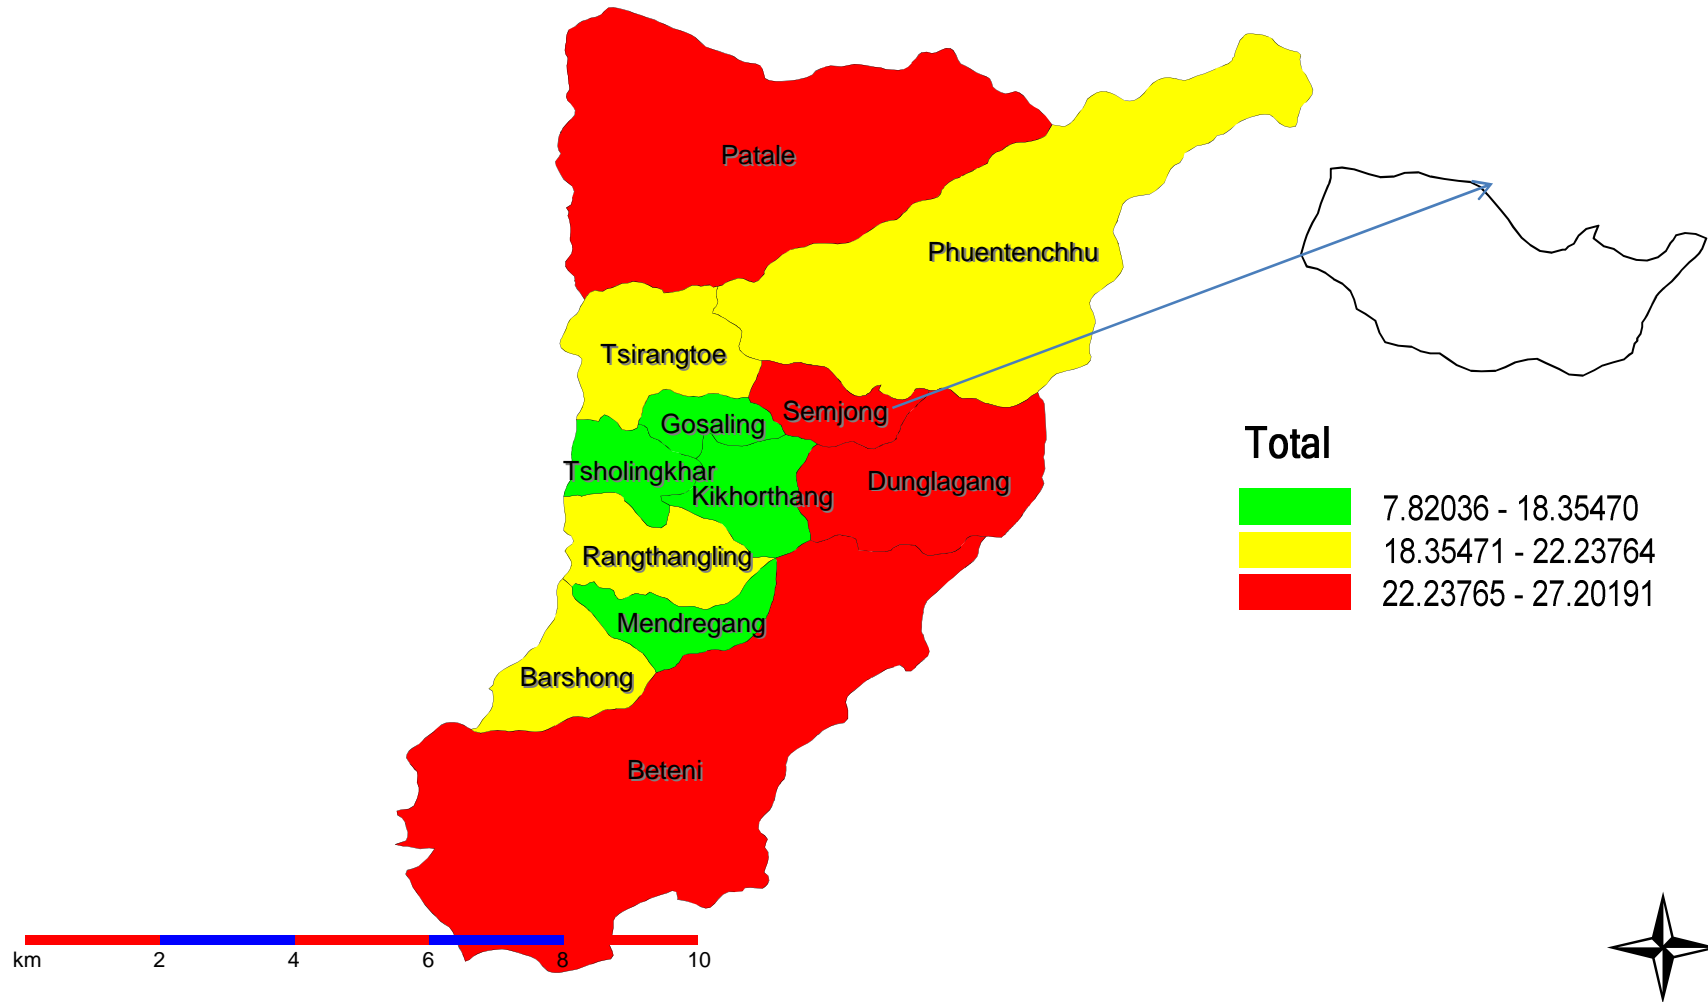 Patale
Phuentenchhu
Tsirangtoe
Semjong
Gosaling
Tsholingkhar
Kikhorthang
Dunglagang
Rangthangling
Mendregang
Barshong
Beteni
Total
7.82036 - 18.35470
18.35471 - 22.23764
22.23765 - 27.20191
km 2 4 6 8 10